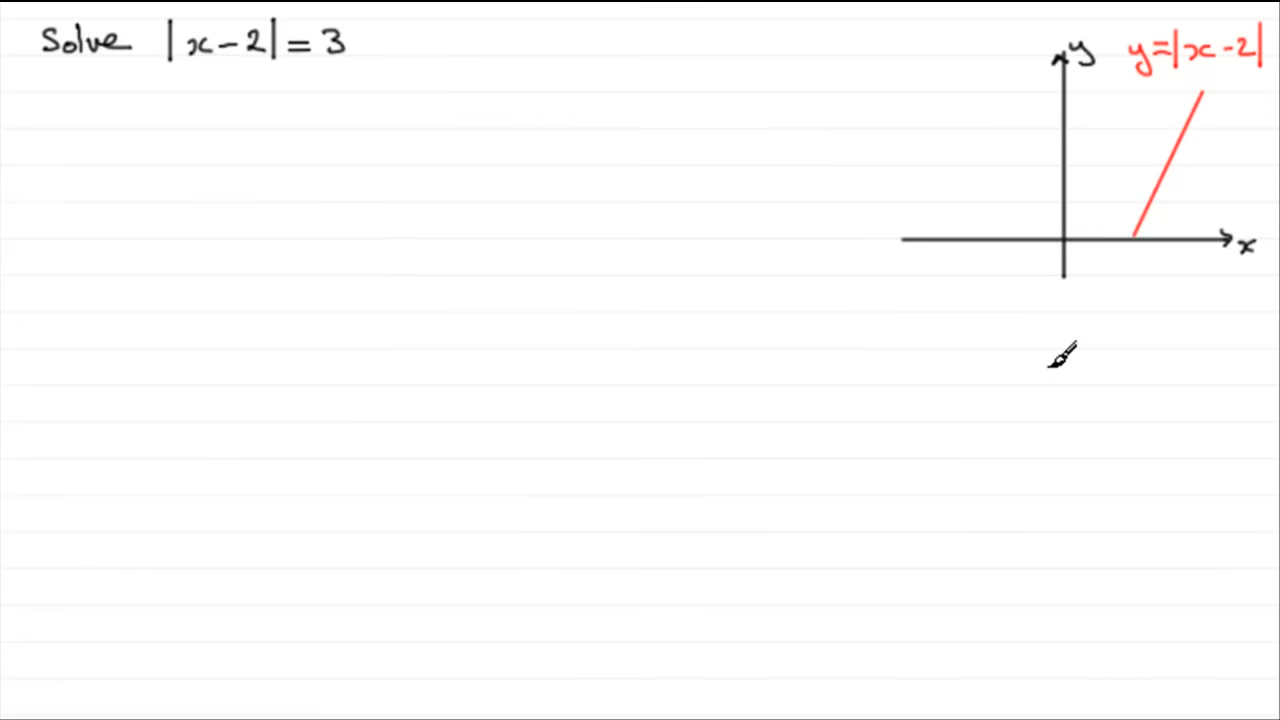 Solve |x-2| = 3
y
y=|x-2|
x